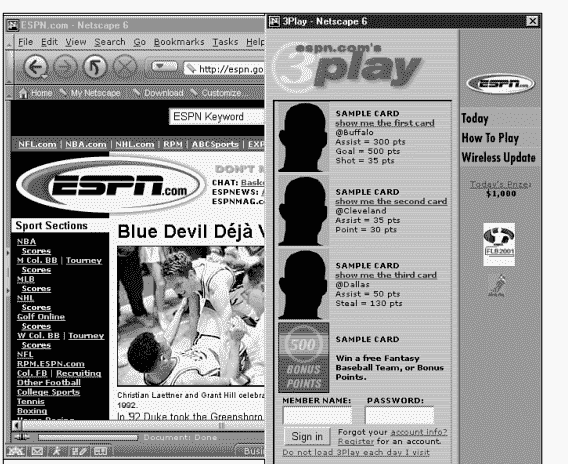 ESPN.com - Netscape 6
File Edit View Search Go Bookmarks Tasks Help
http://espn.go
Home My Netscape Download Customize...
ESPN Keyword
NFL.com | NBA.com | NHL.com | RPM | ABCSports | EXP
ESPN.com
DON'T
CHAT: Bask
ESPNEWS:
ESPNMAG.c
Sport Sections
NBA
Scores
M Col. BB | Tourney
Scores
MLB
Scores
NHL
Scores
Golf Online
Scores
W Col. BB | Tourney
Scores
NFL
RPM.ESPN.com
Col. FB | Recruiting
Other Football
College Sports
Tennis
Boxing
Blue Devil Déjà V
Christian Laettner and Grant Hill celebra
1992.
In '92 Duke took the Greensboro
Document: Done
Busi
3Play - Netscape 6
espn.com's
3play
SAMPLE CARD
show me the first card
@Buffalo
Assist = 300 pts
Goal = 500 pts
Shot = 35 pts
SAMPLE CARD
show me the second card
@Cleveland
Assist = 35 pts
Point = 30 pts
SAMPLE CARD
show me the third card
@Dallas
Assist = 50 pts
Steal = 130 pts
500
BONUS
POINTS
SAMPLE CARD
Win a free Fantasy
Baseball Team, or Bonus
Points.
MEMBER NAME: PASSWORD:
Sign in
Forgot your account info?
Register for an account.
Do not load 3Play each day I visit
ESPN
Today
How To Play
Wireless Update
Today's Prize:
$1,000
FLB2001